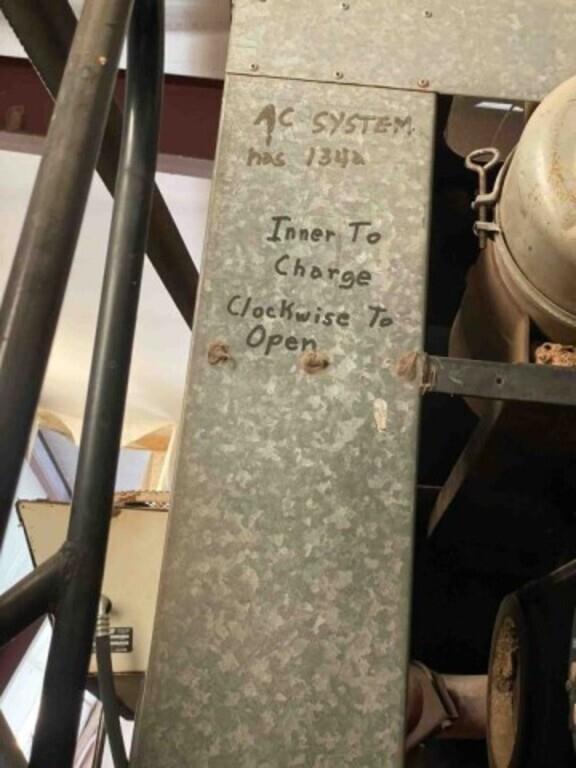 AC SYSTEM
has 134a
Inner To
Charge
Clockwise To
Open